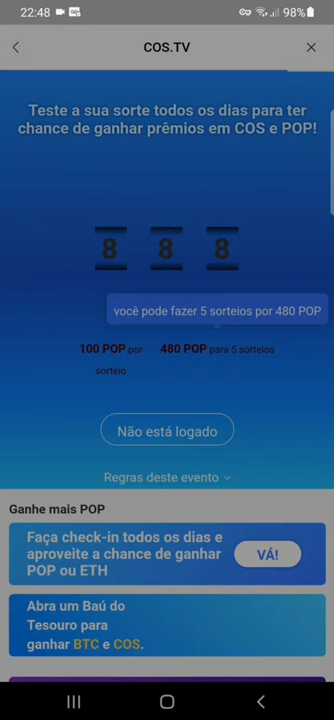 22:48 98%
COS.TV
Teste a sua sorte todos os dias para ter
chance de ganhar prêmios em COS e POP!
8 8 8
você pode fazer 5 sorteios por 480 POP
100 POP por
sorteio
480 POP para 5 sorteios
Não está logado
Regras deste evento
Ganhe mais POP
Faça check-in todos os dias e
aproveite a chance de ganhar
POP ou ETH
VÁ!
Abra um Baú do
Tesouro para
ganhar BTC e COS.